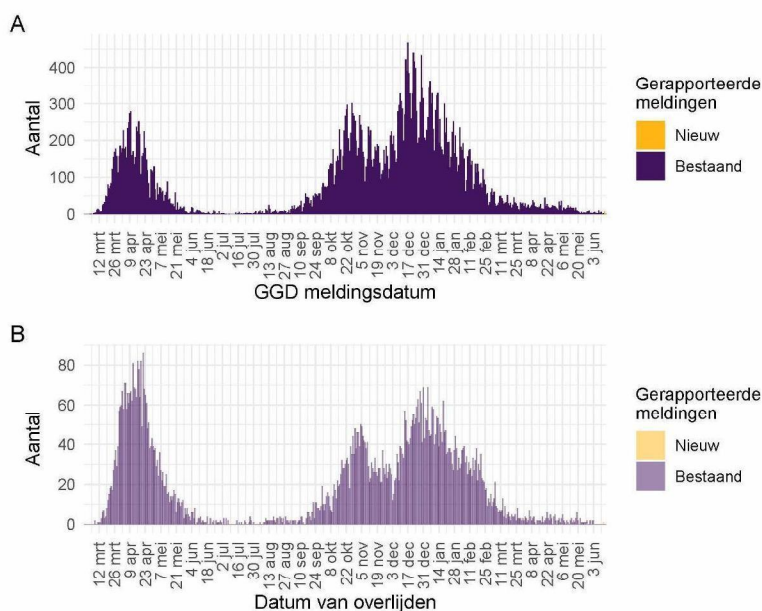 A
Aantal
400
300
200
100
0
12 mrt
26 mrt
9 apr
23 apr
7 mei
21 mei
4 jun
18 jun
2 jul
16 jul
30 jul
13 aug
27 aug
10 sep
24 sep
8 okt
22 okt
5 nov
19 nov
3 dec
17 dec
31 dec
14 jan
28 jan
11 feb
25 feb
11 mrt
25 mrt
8 apr
22 apr
6 mei
20 mei
3 jun
GGD meldingsdatum
Gerapporteerde
meldingen
Nieuw
Bestaand
B
Aantal
80
60
40
20
0
12 mrt
26 mrt
9 apr
23 apr
7 mei
21 mei
4 jun
18 jun
2 jul
16 jul
30 jul
13 aug
27 aug
10 sep
24 sep
8 okt
22 okt
5 nov
19 nov
3 dec
17 dec
31 dec
14 jan
28 jan
11 feb
25 feb
11 mrt
25 mrt
8 apr
22 apr
6 mei
20 mei
3 jun
Datum van overlijden
Gerapporteerde
meldingen
Nieuw
Bestaand